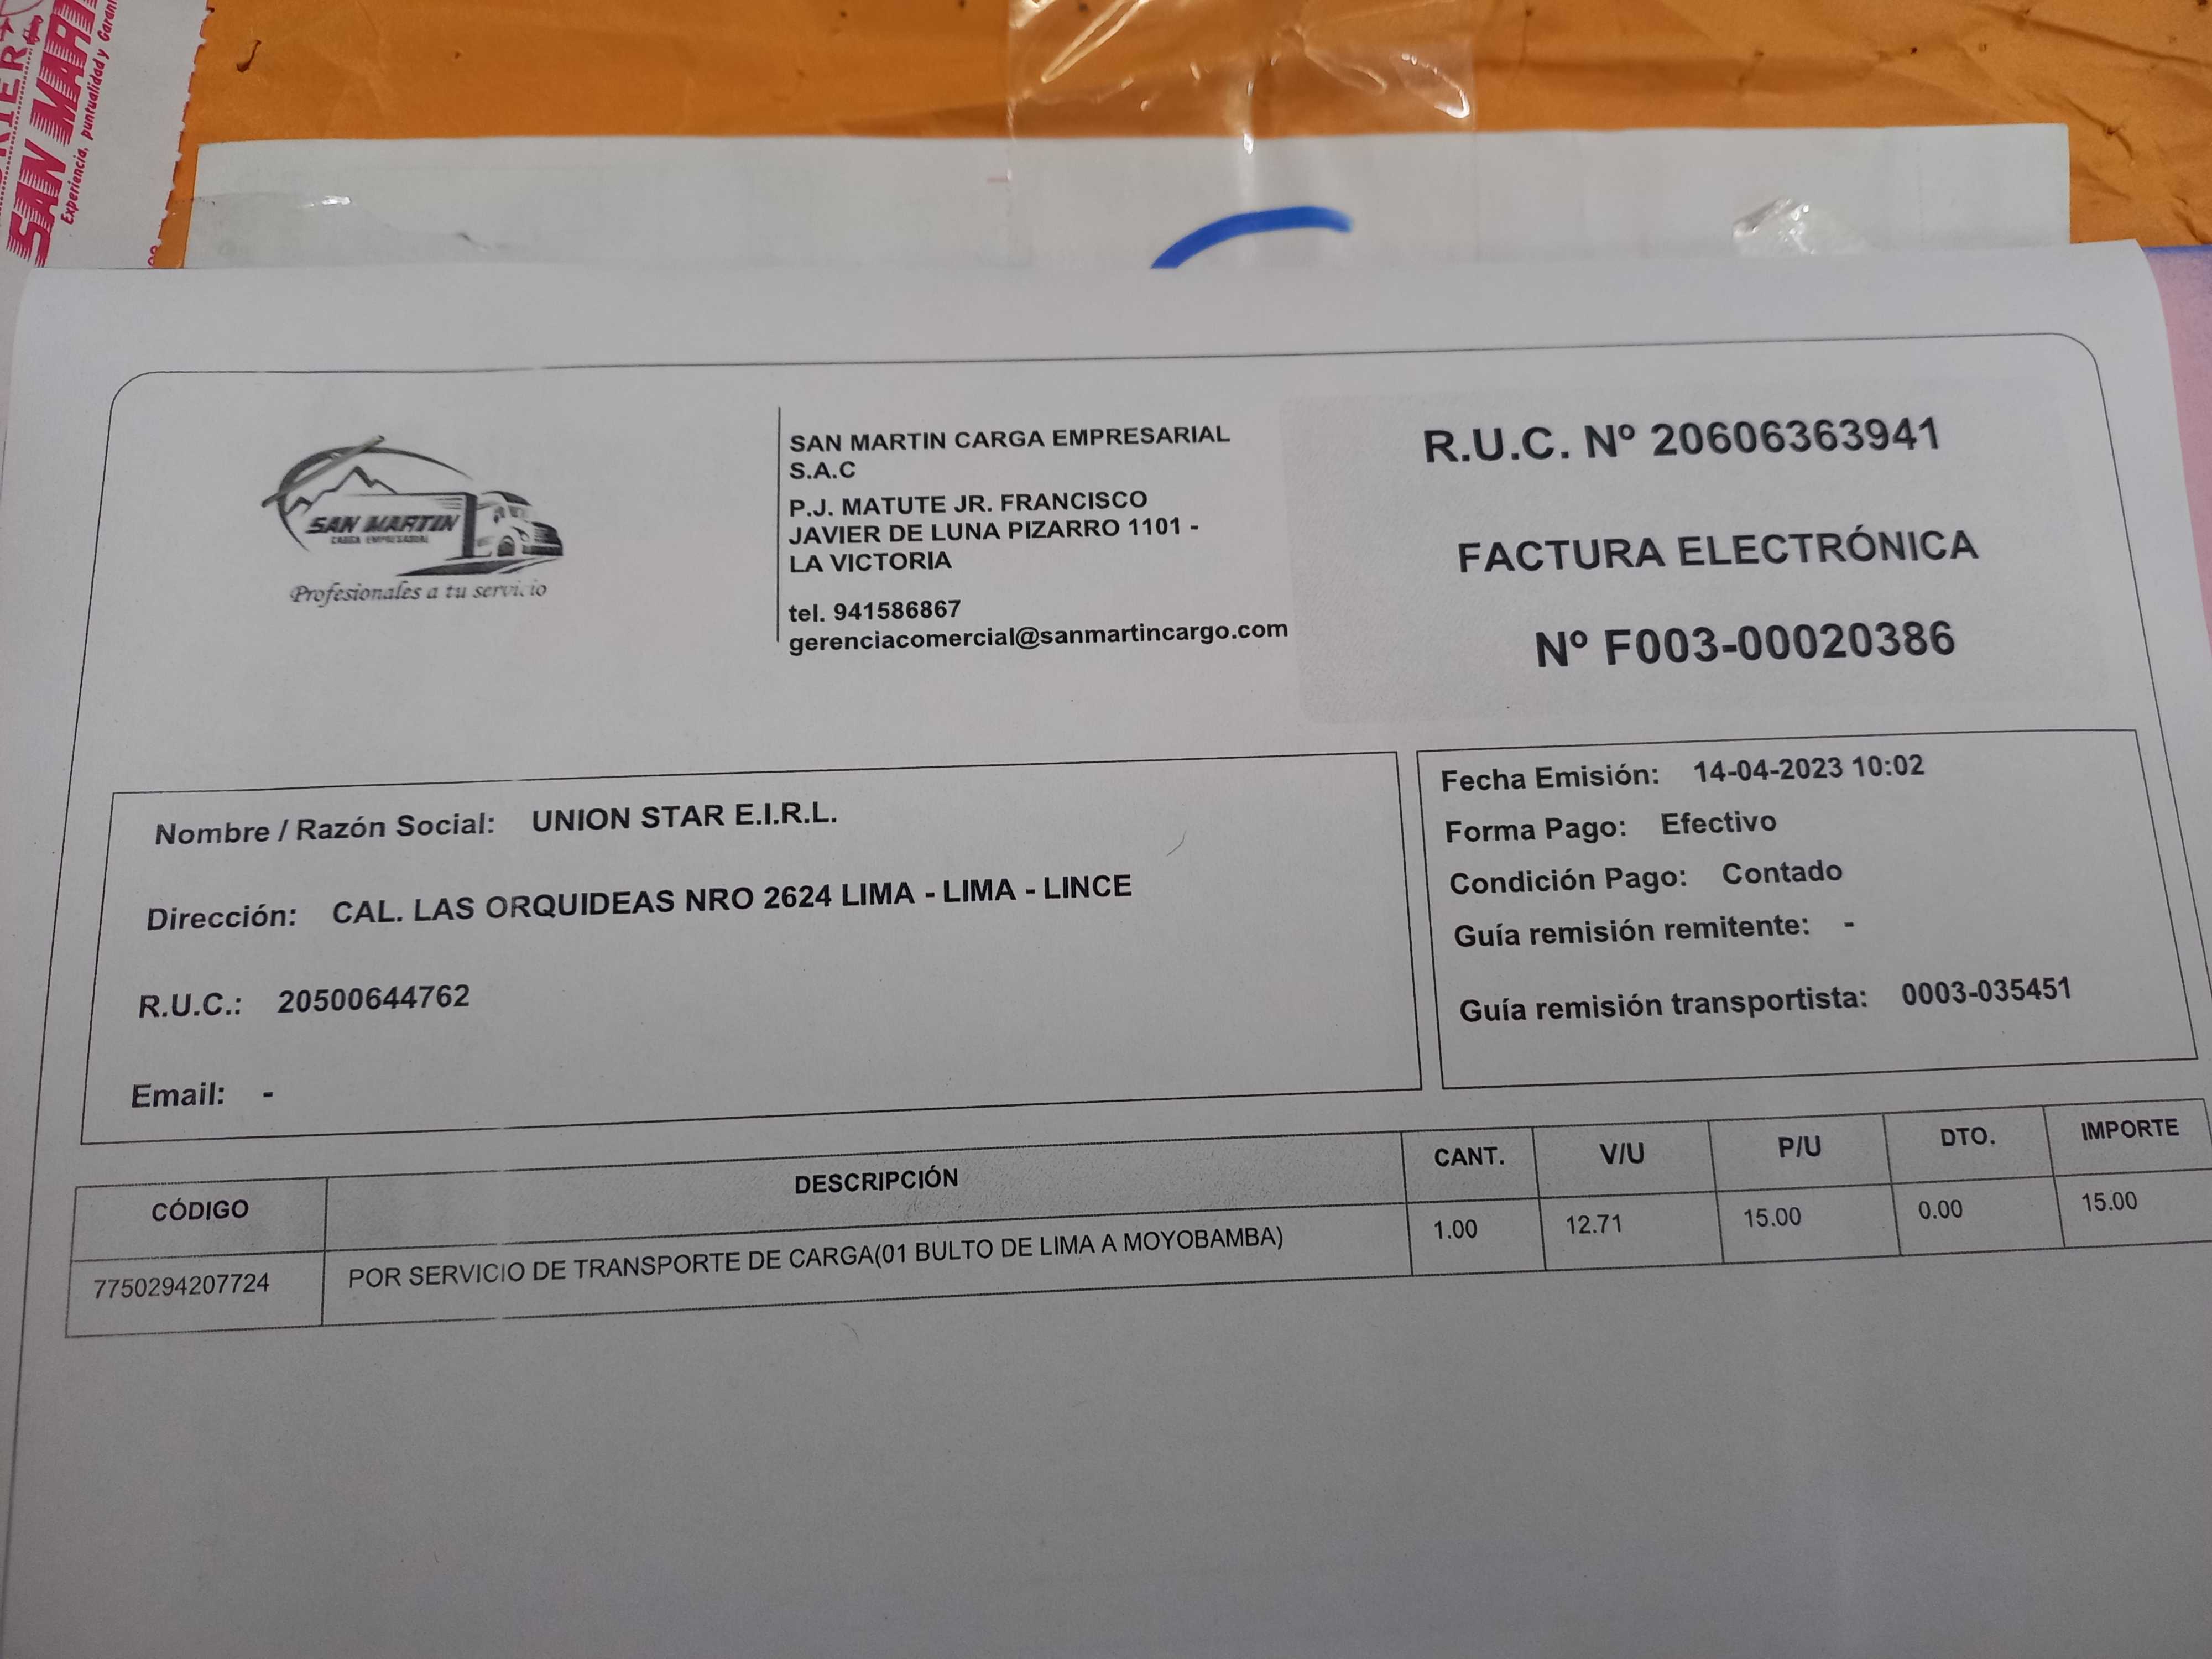 SAN MARTI
Experiencia, puntualidad y Garant
SAN MARTIN
CARGA EMPRESARIAL
Profesionales a tu servicio
SAN MARTIN CARGA EMPRESARIAL
S.A.C
P.J. MATUTE JR. FRANCISCO
JAVIER DE LUNA PIZARRO 1101 -
LA VICTORIA
tel. 941586867
gerenciacomercial@sanmartincargo.com
R.U.C. Nº 20606363941
FACTURA ELECTRÓNICA
Nº F003-00020386
Nombre / Razón Social: UNION STAR E.I.R.L.
Dirección: CAL. LAS ORQUIDEAS NRO 2624 LIMA - LIMA - LINCE
R.U.C.: 20500644762
Email: -
Fecha Emisión: 14-04-2023 10:02
Forma Pago: Efectivo
Condición Pago: Contado
Guía remisión remitente: -
Guía remisión transportista: 0003-035451
CÓDIGO DESCRIPCIÓN CANT. V/U P/U DTO. IMPORTE
7750294207724 POR SERVICIO DE TRANSPORTE DE CARGA(01 BULTO DE LIMA A MOYOBAMBA) 1.00 12.71 15.00 0.00 15.00